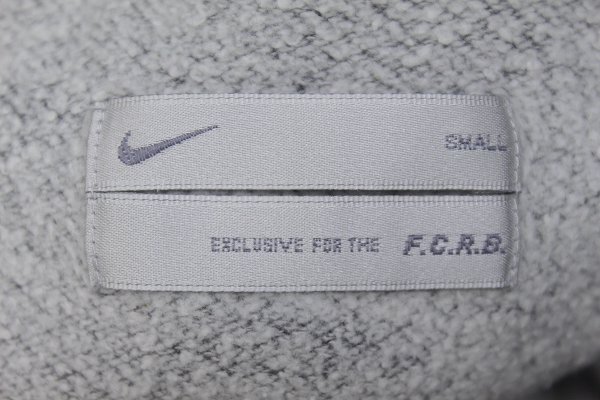 SMALL
EXCLUSIVE FOR THE F.C.R.B.